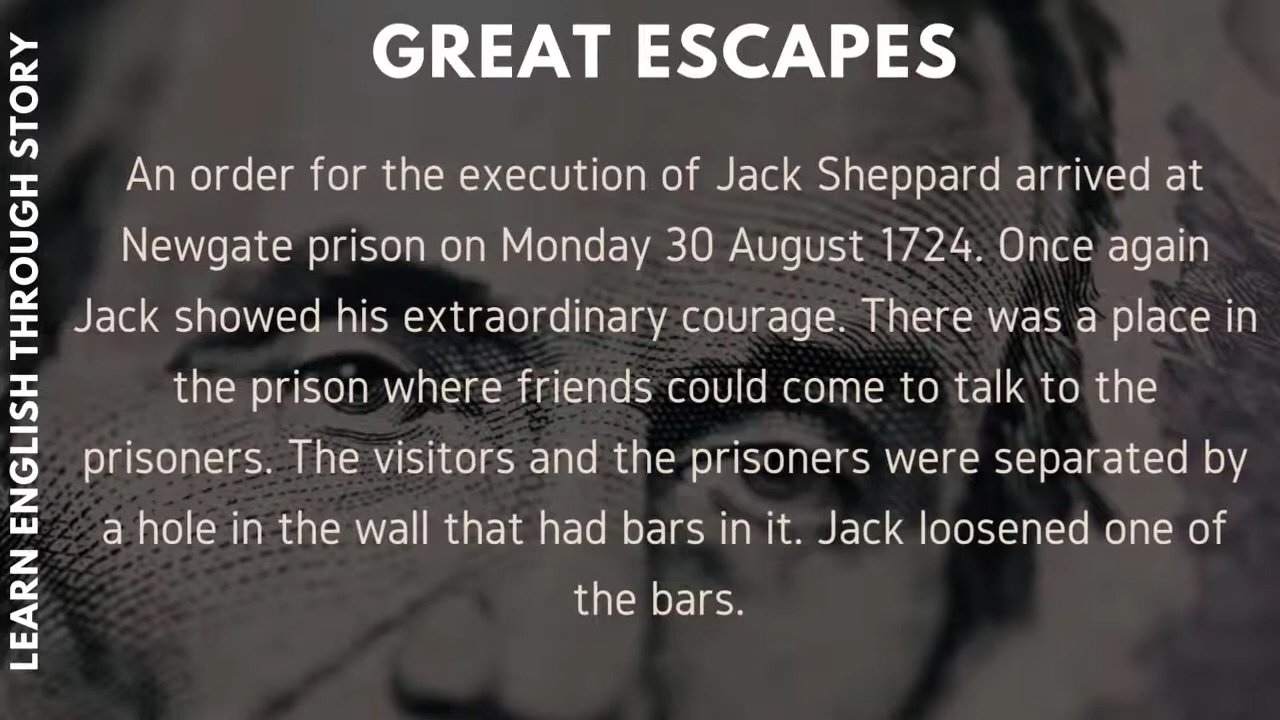 GREAT ESCAPES
LEARN ENGLISH THROUGH STORY
An order for the execution of Jack Sheppard arrived at
Newgate prison on Monday 30 August 1724. Once again
Jack showed his extraordinary courage. There was a place in
the prison where friends could come to talk to the
prisoners. The visitors and the prisoners were separated by
a hole in the wall that had bars in it. Jack loosened one of
the bars.